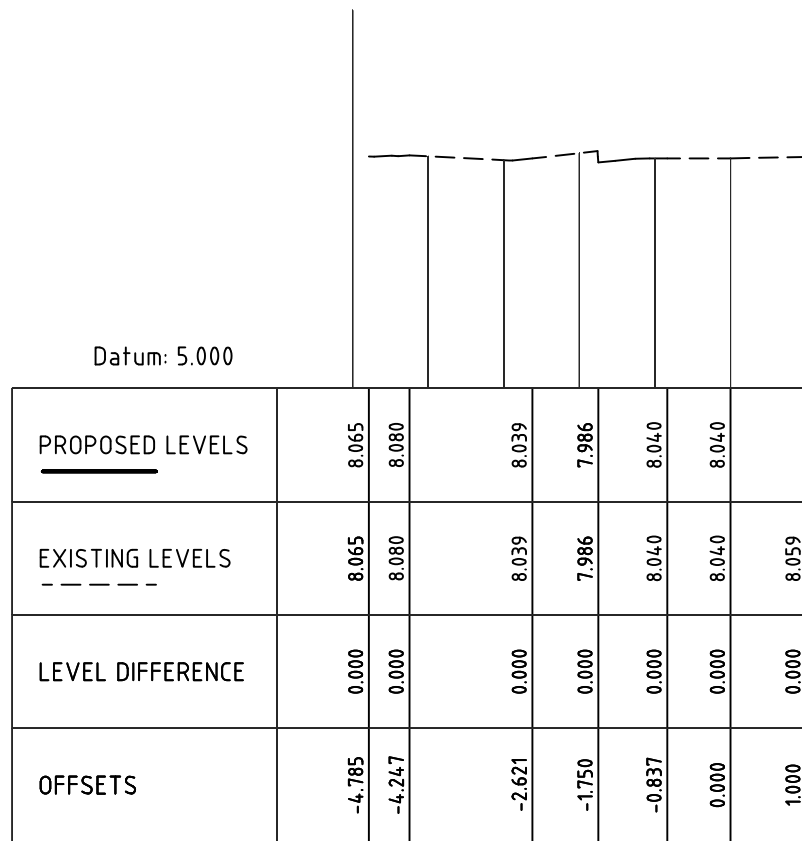 Datum: 5.000
PROPOSED LEVELS 8.065 8.080 8.039 7.986 8.040 8.040
EXISTING LEVELS 8.065 8.080 8.039 7.986 8.040 8.040 8.059
LEVEL DIFFERENCE 0.000 0.000 0.000 0.000 0.000 0.000 0.000
OFFSETS -4.785 -4.247 -2.621 -1.750 -0.837 0.000 1.000